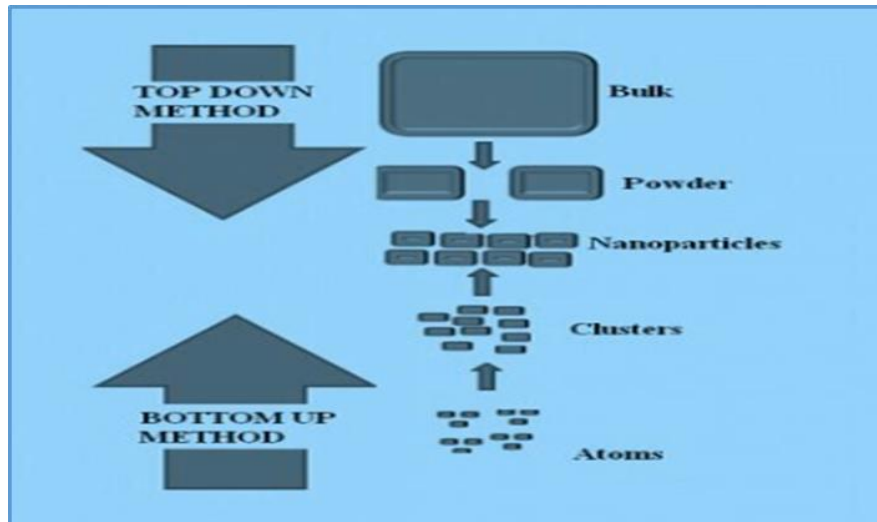 TOP DOWN
METHOD
Bulk
Powder
Nanoparticles
Clusters
BOTTOM UP
METHOD
Atoms